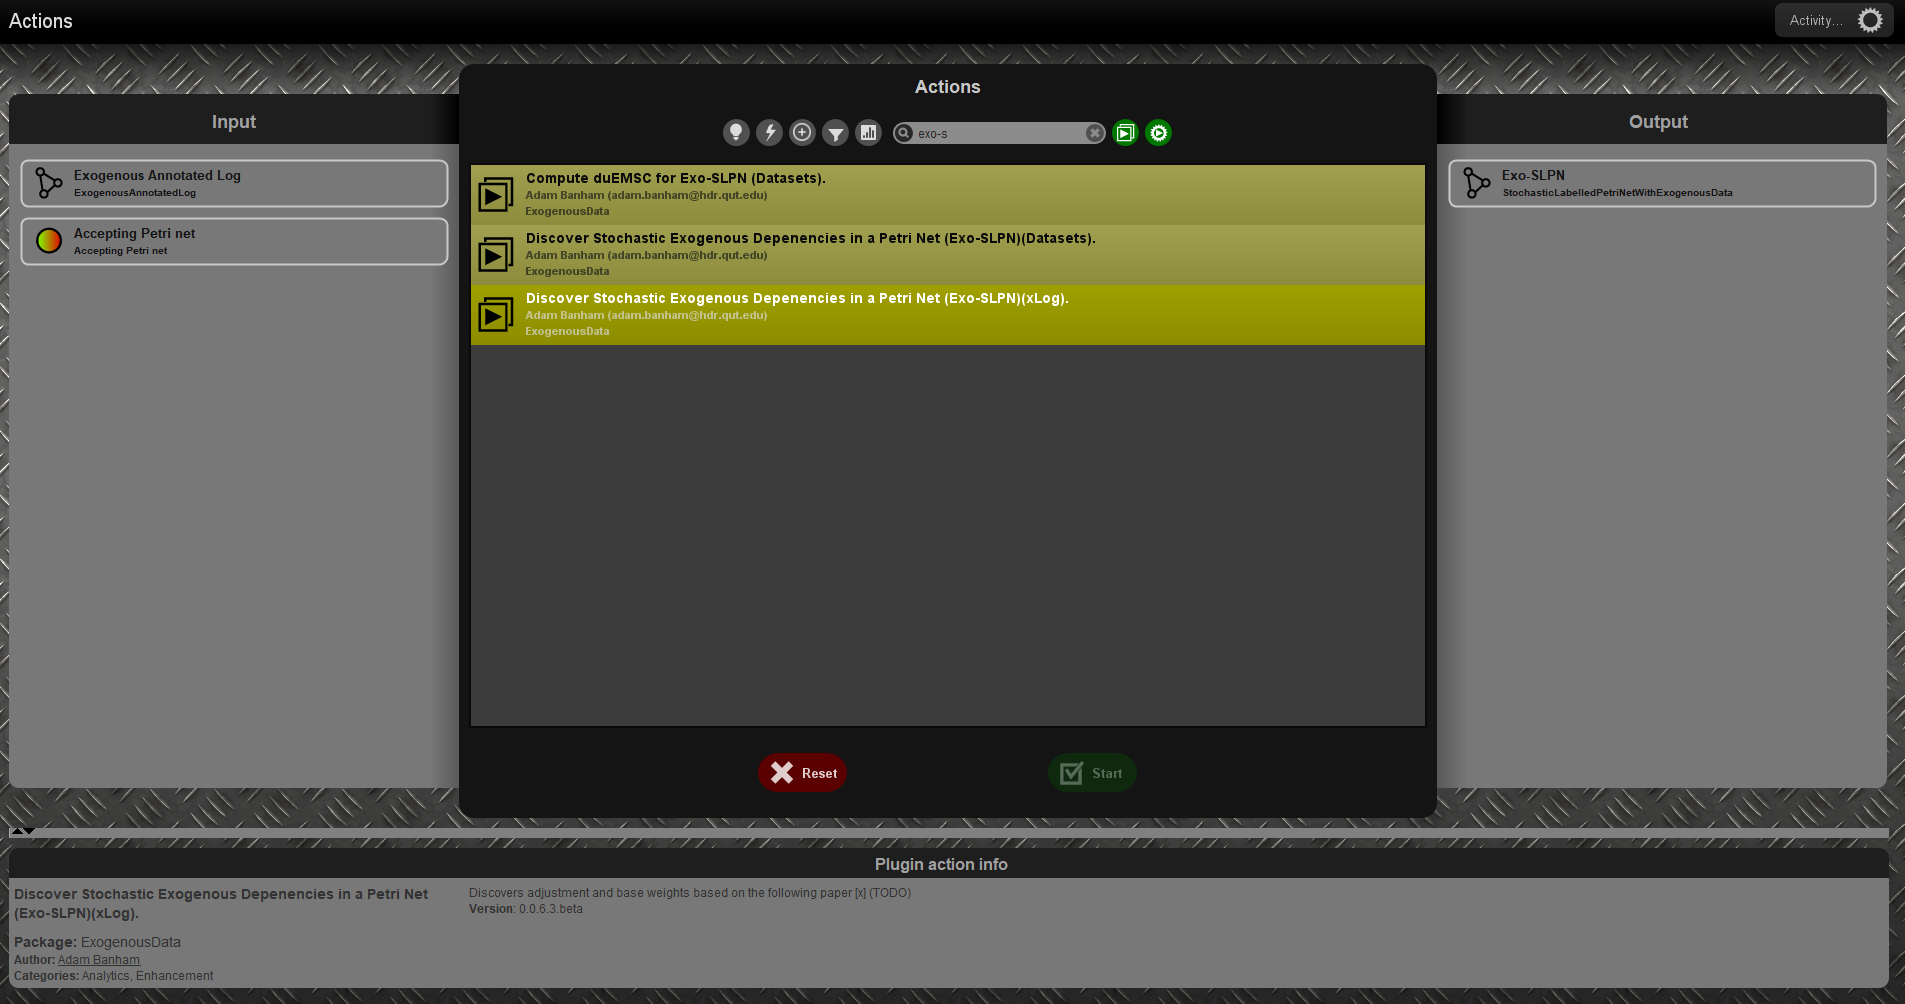 Actions
Activity...
Input
Exogenous Annotated Log
ExogenousAnnotatedLog
Accepting Petri net
Accepting Petri net
Actions
exo-s
Compute duEMSC for Exo-SLPN (Datasets).
Adam Banham (adam.banham@hdr.qut.edu)
ExogenousData
Discover Stochastic Exogenous Depenencies in a Petri Net (Exo-SLPN)(Datasets).
Adam Banham (adam.banham@hdr.qut.edu)
ExogenousData
Discover Stochastic Exogenous Depenencies in a Petri Net (Exo-SLPN)(xLog).
Adam Banham (adam.banham@hdr.qut.edu)
ExogenousData
Reset
Start
Output
Exo-SLPN
StochasticLabelledPetriNetWithExogenousData
Plugin action info
Discover Stochastic Exogenous Depenencies in a Petri Net
(Exo-SLPN)(xLog).
Package: ExogenousData
Author: Adam Banham
Categories: Analytics, Enhancement
Discovers adjustment and base weights based on the following paper [x] (TODO)
Version: 0.0.6.3.beta